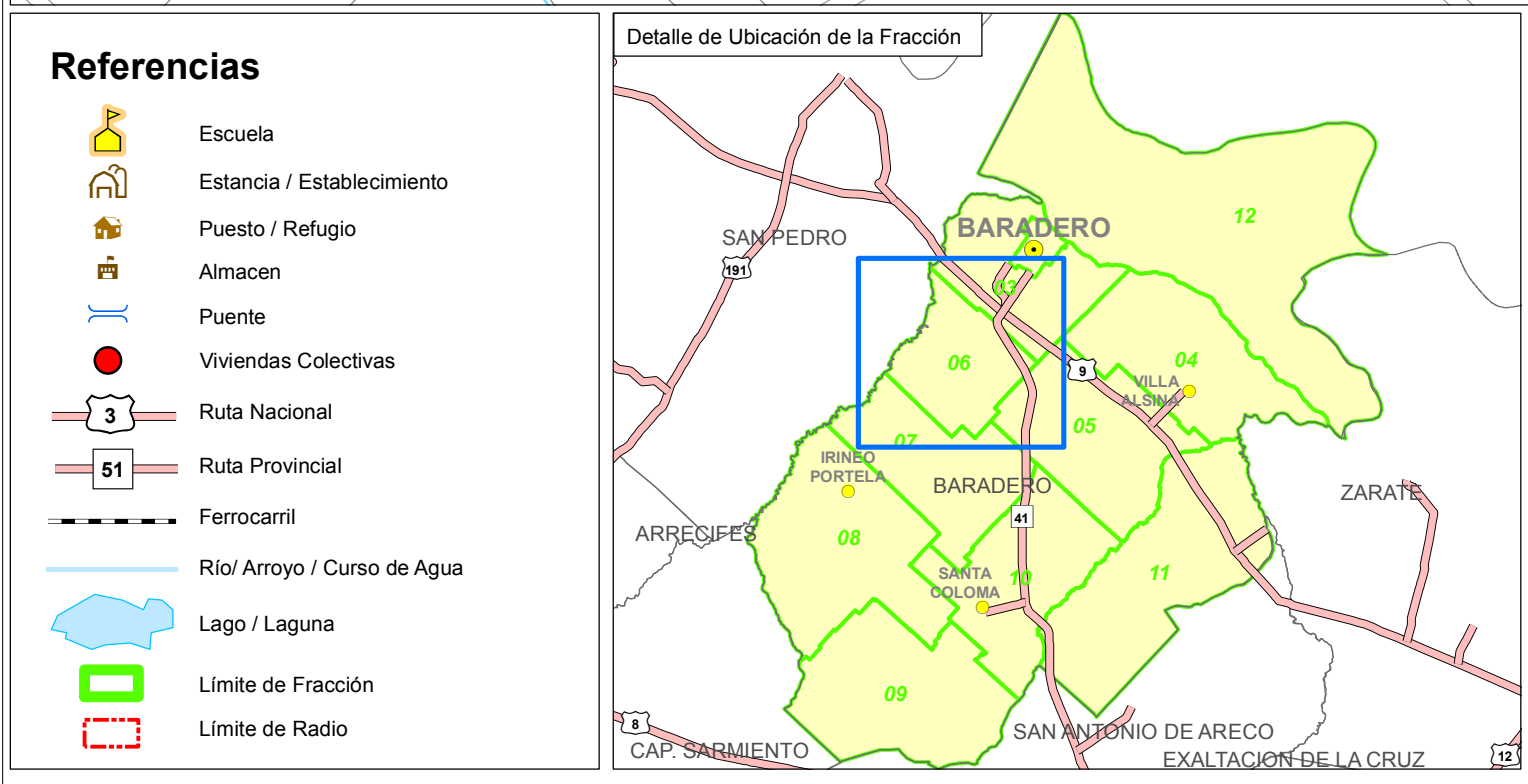 Referencias
Escuela
Estancia / Establecimiento
Puesto / Refugio
Almacen
Puente
Viviendas Colectivas
3
Ruta Nacional
51
Ruta Provincial
Ferrocarril
Río/ Arroyo / Curso de Agua
Lago / Laguna
Límite de Fracción
Límite de Radio
Detalle de Ubicación de la Fracción
12
BARADERO
SAN PEDRO
191
03
06
9
04
VILLA
ALSINA
05
07
IRINEO
PORTELA
BARADERO
ZARATE
41
ARRECIFES
08
SANTA
COLOMA
10
11
09
8
SAN ANTONIO DE ARECO
CAP. SARMIENTO
EXALTACION DE LA CRUZ
12